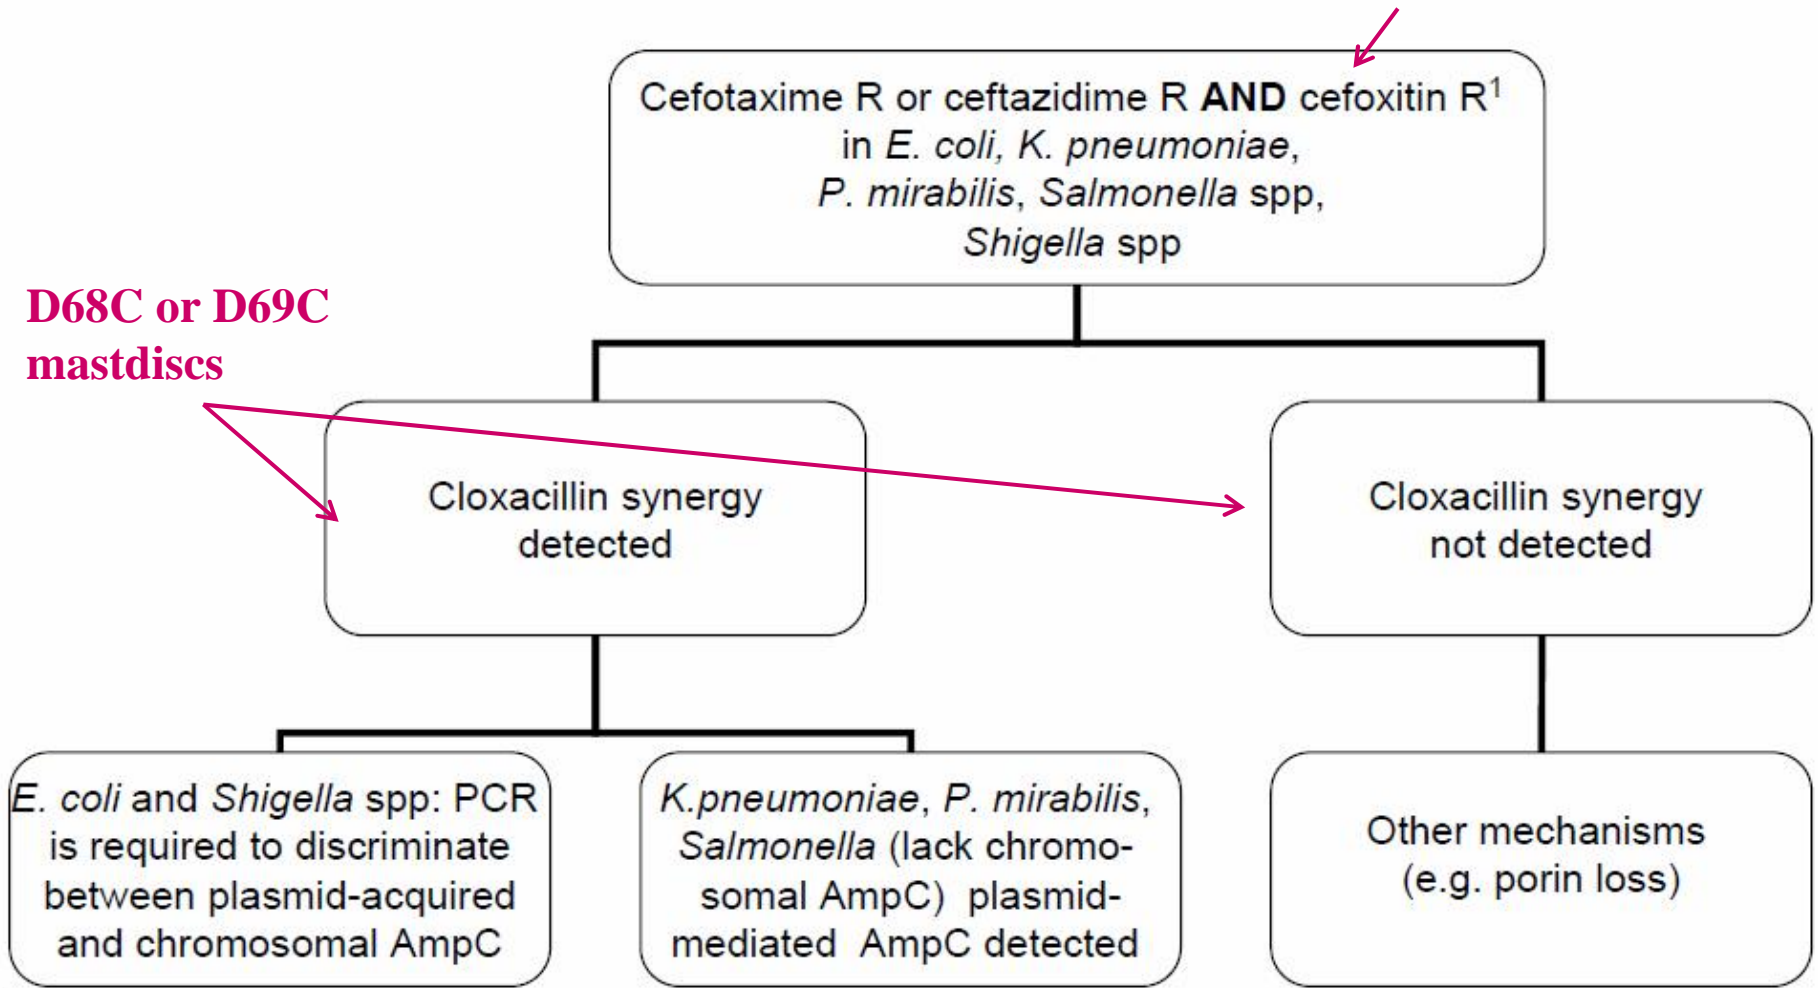 Cefotaxime R or ceftazidime R AND cefoxitin R¹
in E. coli, K. pneumoniae,
P. mirabilis, Salmonella spp,
Shigella spp
D68C or D69C
mastdiscs
Cloxacillin synergy
detected
Cloxacillin synergy
not detected
E. coli and Shigella spp: PCR
is required to discriminate
between plasmid-acquired
and chromosomal AmpC
K.pneumoniae, P. mirabilis,
Salmonella (lack chromo-
somal AmpC) plasmid-
mediated AmpC detected
Other mechanisms
(e.g. porin loss)